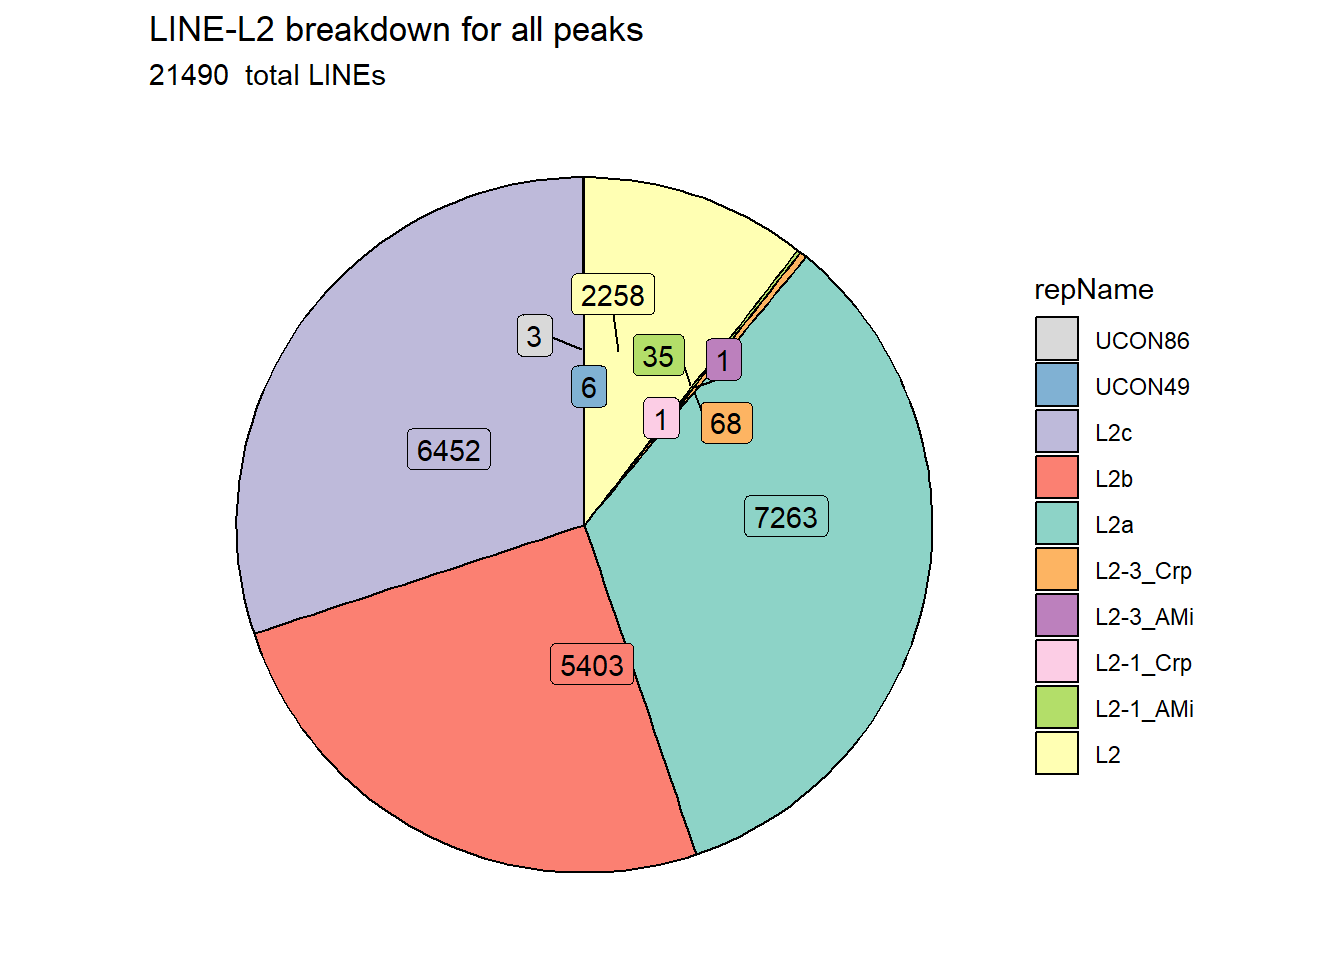 LINE-L2 breakdown for all peaks
21490  total LINEs
2258
3
35
1
6
1
68
6452
7263
5403
repName
UCON86
UCON49
L2c
L2b
L2a
L2-3_Crp
L2-3_AMi
L2-1_Crp
L2-1_AMi
L2